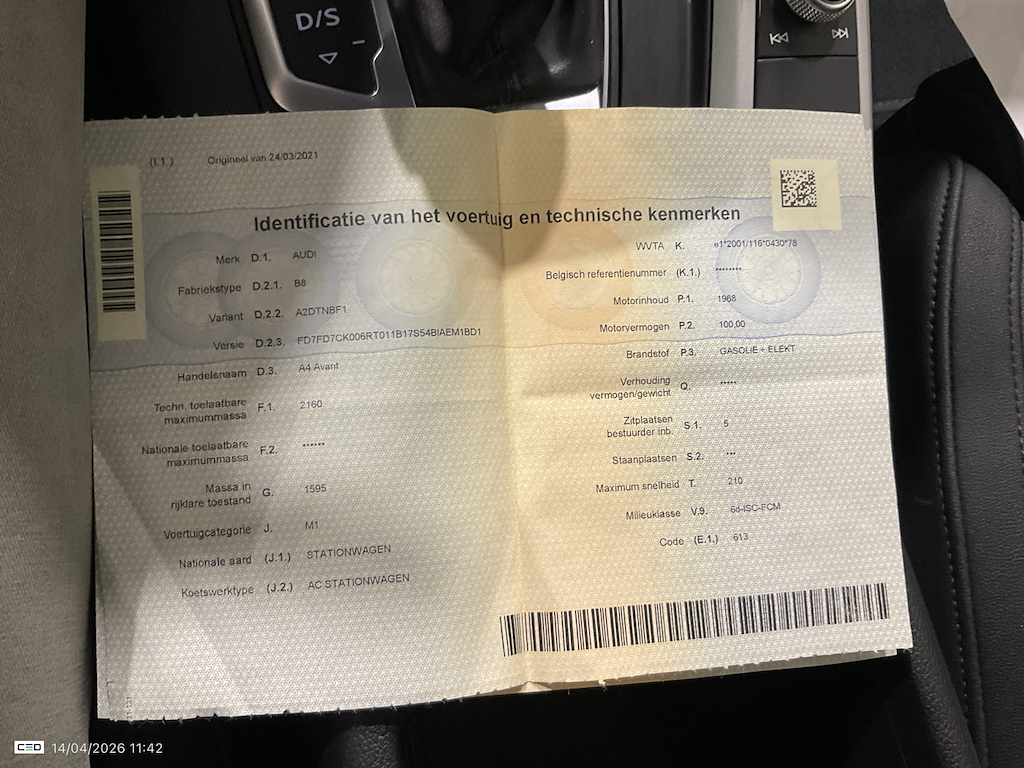 D/S
(I.1.) Origineel van 24/03/2021
Identificatie van het voertuig en technische kenmerken
Merk D.1. AUDI
Fabriekstype D.2.1. B8
Variant D.2.2. A2DTNBF1
Versie D.2.3. FD7FD7CK006RT011B17S54BIAEM1BD1
Handelsnaam D.3. A4 Avant
Techn. toelaatbare
maximummassa F.1. 2160
Nationale toelaatbare
maximummassa F.2. ******
Massa in
rijklare toestand G. 1595
Voertuigcategorie J. M1
Nationale aard (J.1.) STATIONWAGEN
Koetswerktype (J.2.) AC STATIONWAGEN
WVTA K. e1*2001/116*0430*78
Belgisch referentienummer (K.1.) ********
Motorinhoud P.1. 1968
Motorvermogen P.2. 100,00
Brandstof P.3. GASOLIE + ELEKT
Verhouding
vermogen/gewicht Q. *****
Zitplaatsen
bestuurder inb. S.1. 5
Staanplaatsen S.2. ***
Maximum snelheid T. 210
Milieuklasse V.9. 6d-ISC-FCM
Code (E.1.) 613
CEO 14/04/2026 11:42